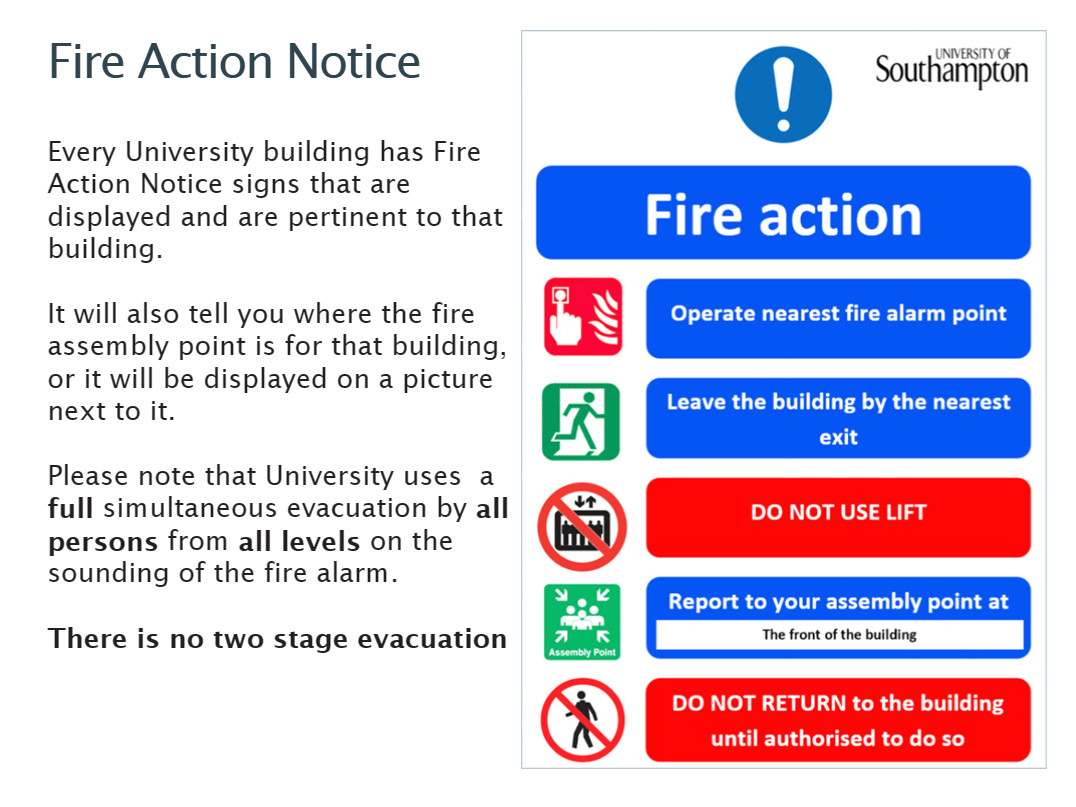 Fire Action Notice
Every University building has Fire
Action Notice signs that are
displayed and are pertinent to that
building.
It will also tell you where the fire
assembly point is for that building,
or it will be displayed on a picture
next to it.
Please note that University uses  a
full simultaneous evacuation by all
persons from all levels on the
sounding of the fire alarm.
There is no two stage evacuation
UNIVERSITY OF
Southampton
Fire action
Operate nearest fire alarm point
Leave the building by the nearest
exit
DO NOT USE LIFT
Assembly Point
Report to your assembly point at
The front of the building
DO NOT RETURN to the building
until authorised to do so